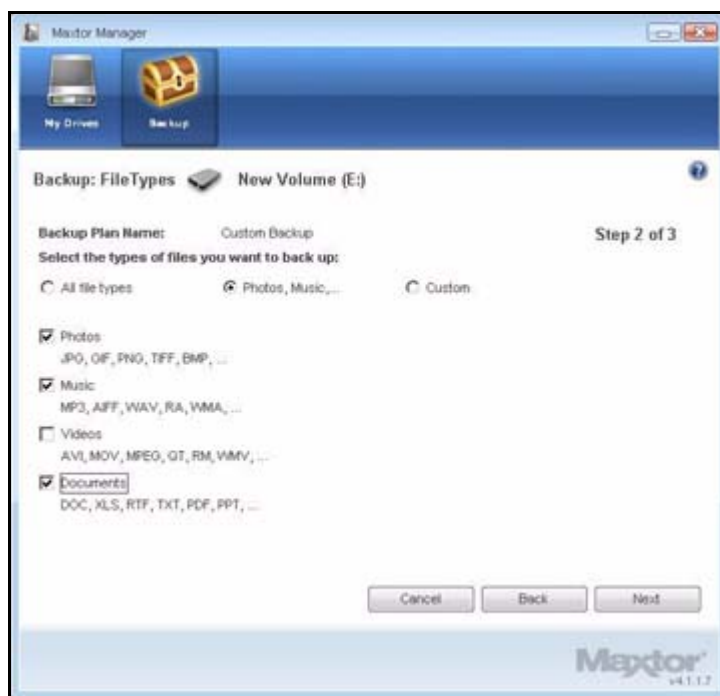 Maxtor Manager
My Drives Backup
Backup: FileTypes New Volume (E:)
Backup Plan Name: Custom Backup Step 2 of 3
Select the types of files you want to back up:
All file types Photos, Music,... Custom
Photos
JPG, GIF, PNG, TIFF, BMP, ...
Music
MP3, AIFF, WAV, RA, WMA, ...
Videos
AVI, MOV, MPEG, QT, RM, WMV, ...
Documents
DOC, XLS, RTF, TXT, PDF, PPT, ...
Cancel Back Next
Maxtor
v4.1.1.7